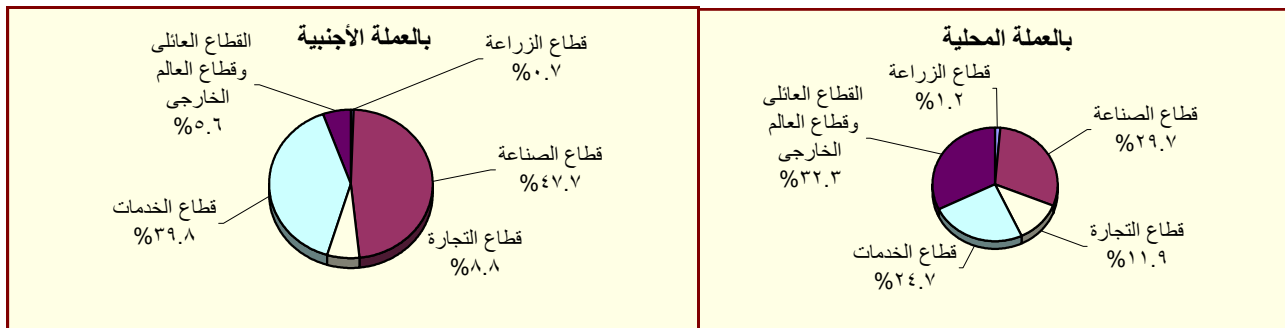 بالعملة المحلية
قطاع الزراعة
%١.٢
قطاع الصناعة
%٢٩.٧
قطاع التجارة
%١١.٩
قطاع الخدمات
%٢٤.٧
القطاع العائلى
وقطاع العالم
الخارجى
%٣٢.٣
بالعملة الأجنبية
قطاع الزراعة
%٠.٧
قطاع الصناعة
%٤٧.٧
قطاع التجارة
%٨.٨
قطاع الخدمات
%٣٩.٨
القطاع العائلى
وقطاع العالم
الخارجى
%٥.٦